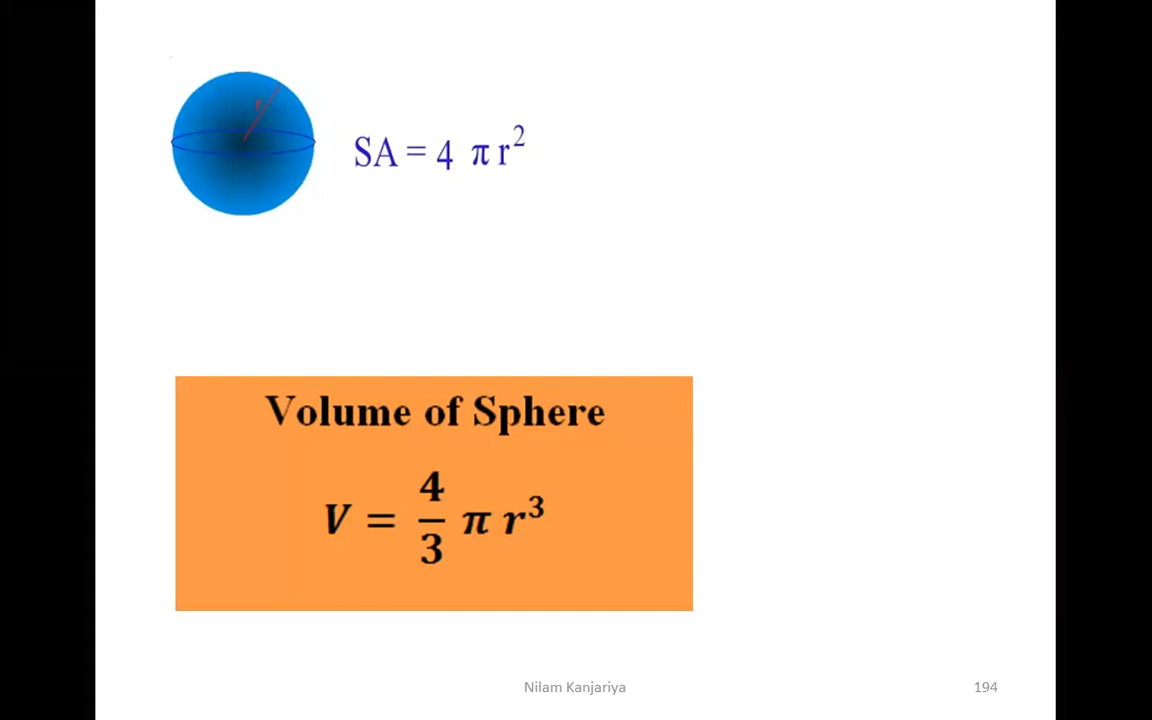 r
SA = 4 π r²
Volume of Sphere
V = 4/3 π r³
Nilam Kanjariya
194